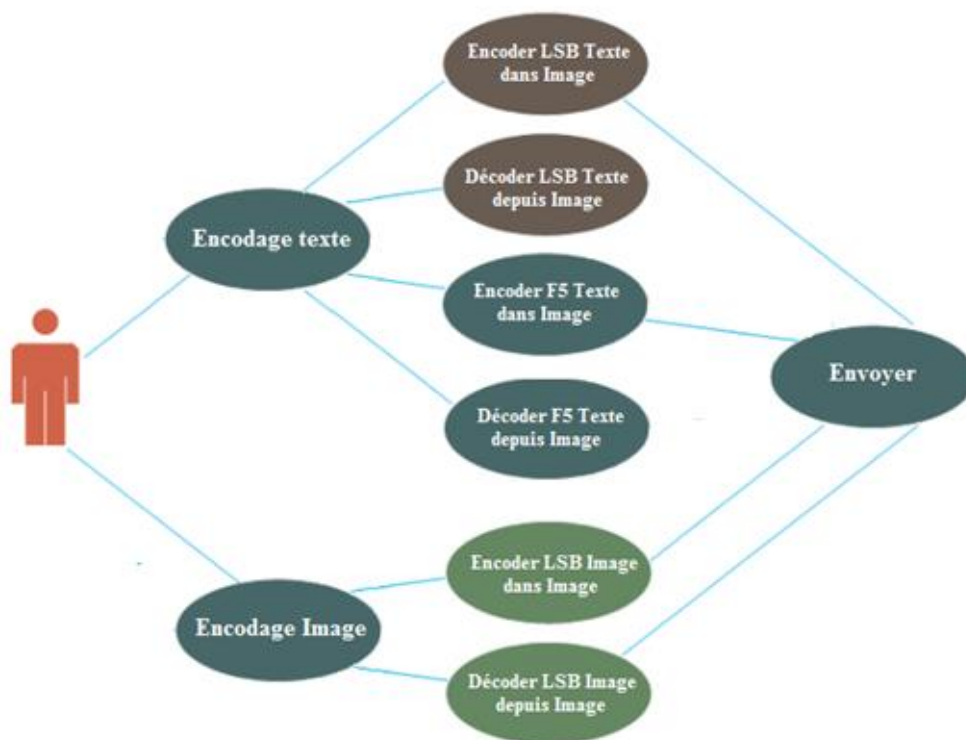 Encoder LSB Texte
dans Image
Décoder LSB Texte
depuis Image
Encodage texte
Encoder F5 Texte
dans Image
Envoyer
Décoder F5 Texte
depuis Image
Encoder LSB Image
dans Image
Encodage Image
Décoder LSB Image
depuis Image